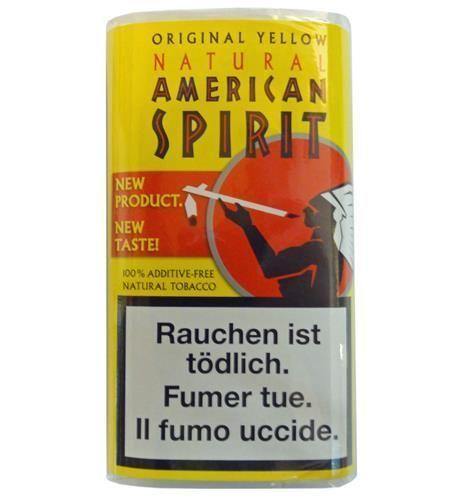 ORIGINAL YELLOW
NATURAL
AMERICAN
SPIRIT
NEW
PRODUCT.
NEW
TASTE!
100% ADDITIVE-FREE
NATURAL TOBACCO
Rauchen ist
tödlich.
Fumer tue.
Il fumo uccide.